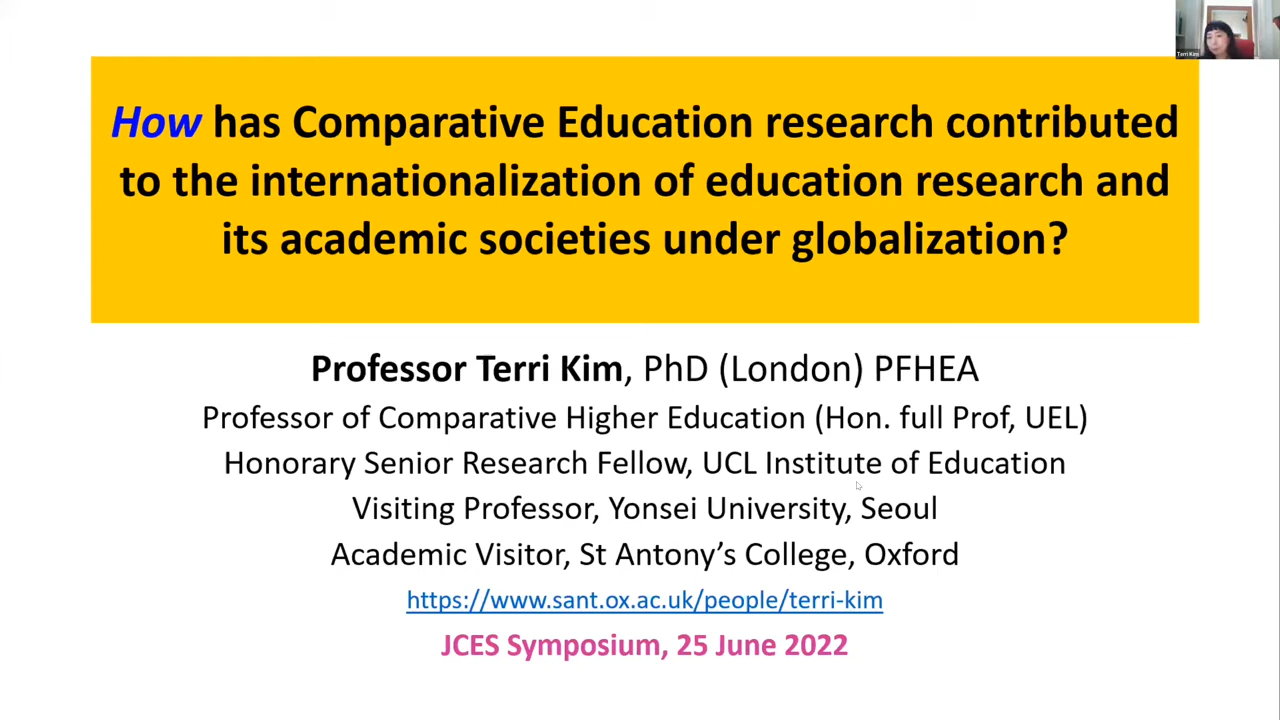 Terri Kim
How has Comparative Education research contributed
to the internationalization of education research and
its academic societies under globalization?
Professor Terri Kim, PhD (London) PFHEA
Professor of Comparative Higher Education (Hon. full Prof, UEL)
Honorary Senior Research Fellow, UCL Institute of Education
Visiting Professor, Yonsei University, Seoul
Academic Visitor, St Antony’s College, Oxford
https://www.sant.ox.ac.uk/people/terri-kim
JCES Symposium, 25 June 2022